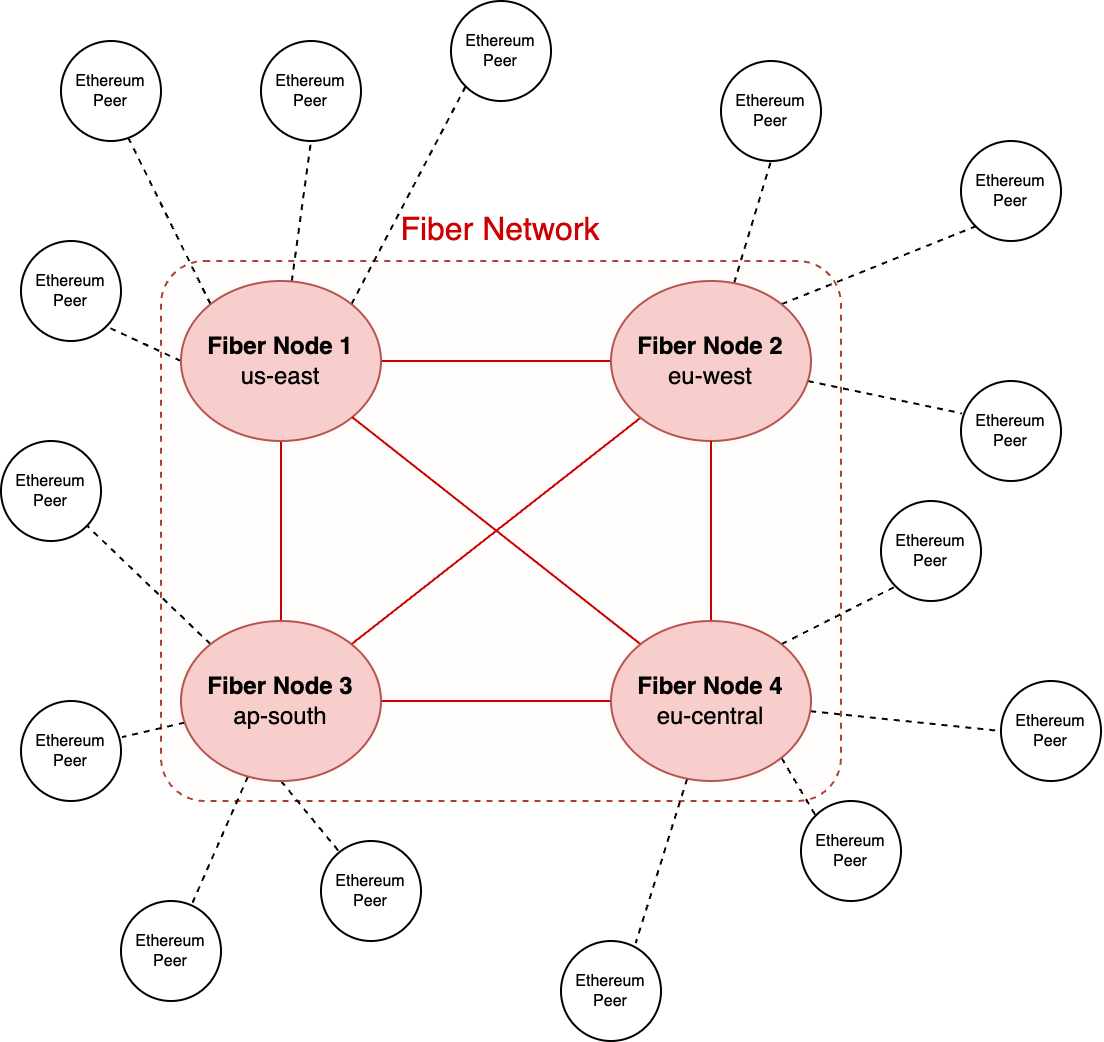 Ethereum
Peer
Ethereum
Peer
Ethereum
Peer
Ethereum
Peer
Ethereum
Peer
Fiber Network
Ethereum
Peer
Fiber Node 1
us-east
Fiber Node 2
eu-west
Ethereum
Peer
Ethereum
Peer
Ethereum
Peer
Fiber Node 3
ap-south
Fiber Node 4
eu-central
Ethereum
Peer
Ethereum
Peer
Ethereum
Peer
Ethereum
Peer
Ethereum
Peer
Ethereum
Peer